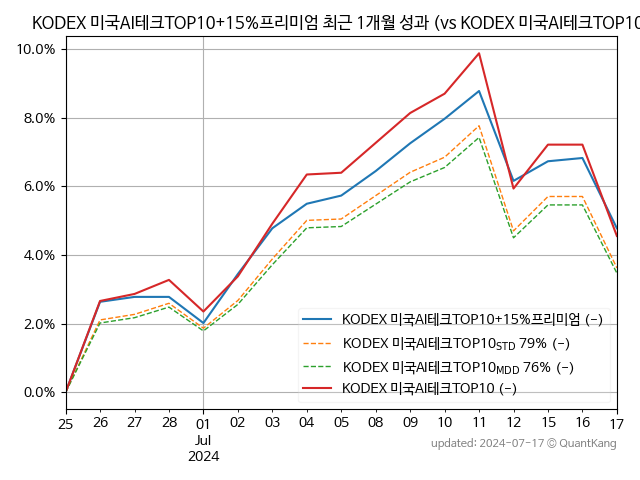 KODEX 미국AI테크TOP10+15%프리미엄 최근 1개월 성과 (vs KODEX 미국AI테크TOP10
10.0%
8.0%
6.0%
4.0%
2.0%
0.0%
KODEX 미국AI테크TOP10+15%프리미엄 (-)
KODEX 미국AI테크TOP10STD 79% (-)
KODEX 미국AI테크TOP10MDD 76% (-)
KODEX 미국AI테크TOP10 (-)
25 26 27 28 01 02 03 04 05 08 09 10 11 12 15 16 17
Jul
2024
updated: 2024-07-17 © QuantKang